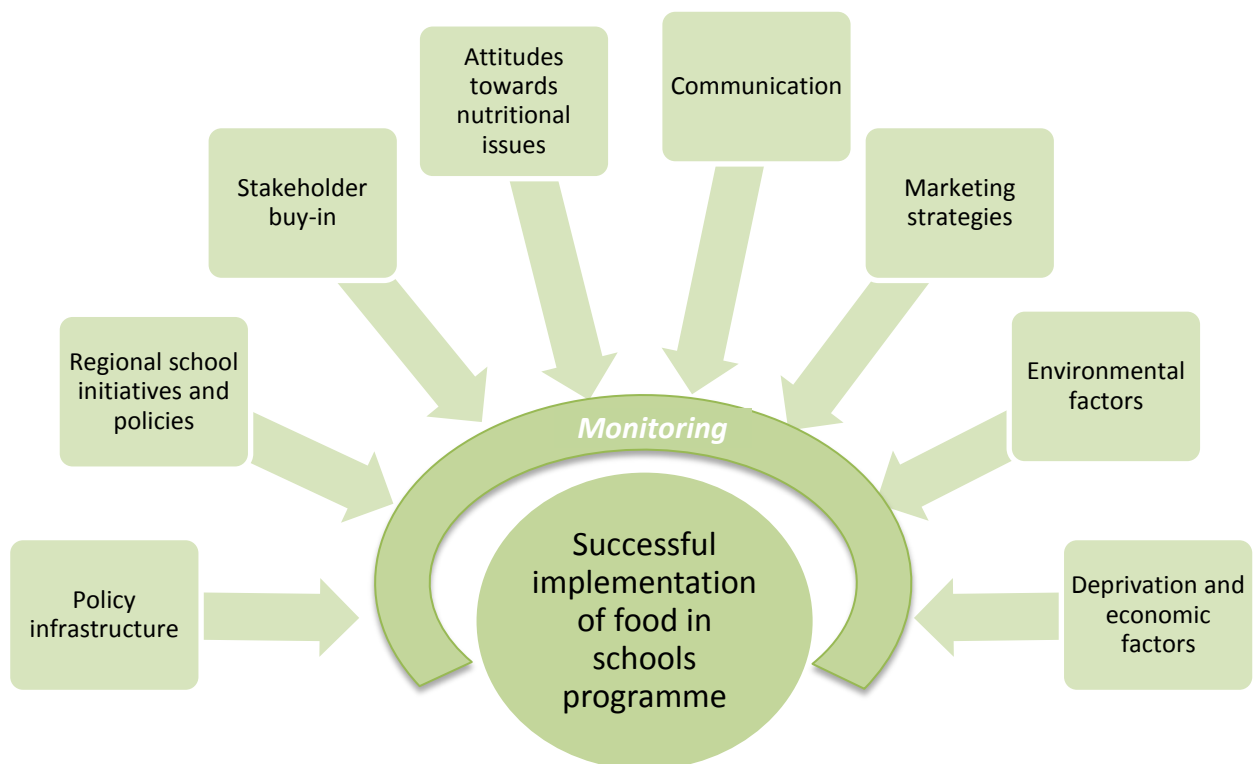 Attitudes
towards
nutritional
issues
Communication
Stakeholder
buy-in
Marketing
strategies
Regional school
initiatives and
policies
Environmental
factors
Monitoring
Policy
infrastructure
Successful
implementation
of food in
schools
programme
Deprivation and
economic
factors